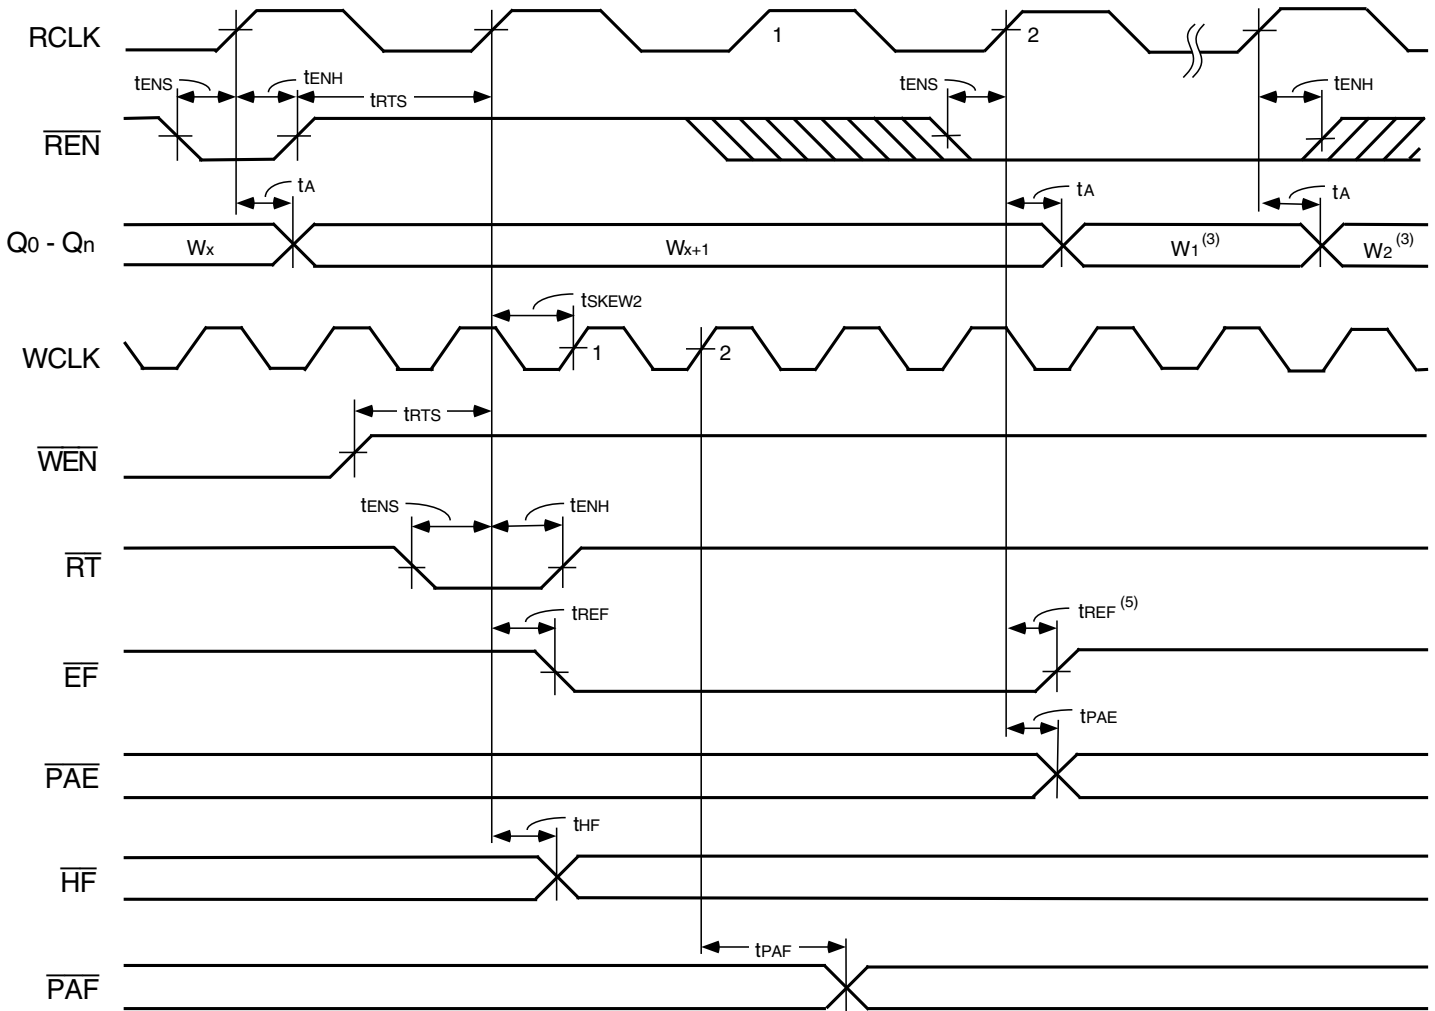 RCLK 1 2
tENS tENH tRTS tENS tENH
REN
tA tA tA
Q0 - Qn Wx Wx+1 W1 (3) W2 (3)
tSKEW2
WCLK 1 2
tRTS
WEN
tENS tENH
RT
tREF tREF (5)
EF
tPAE
PAE
tHF
HF
tPAF
PAF